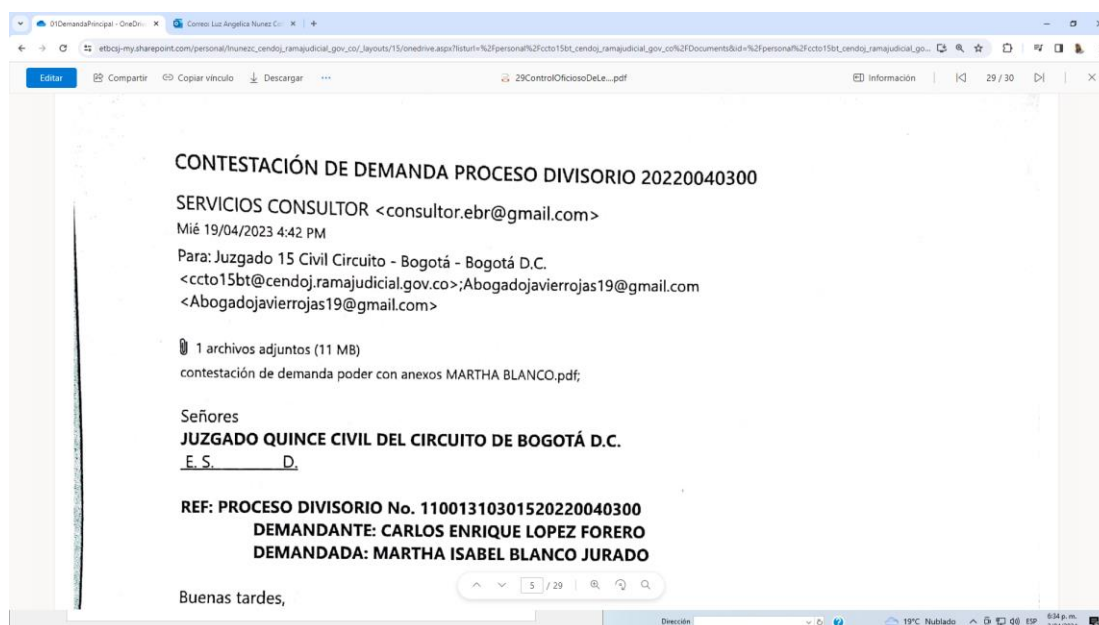 01DemandaPrincipal - OneDriv
Correo: Luz Angelica Nunez Co
etbcsj-my.sharepoint.com/personal/lnunezc_cendoj_ramajudicial_gov_co/_layouts/15/onedrive.aspx?listurl=%2Fpersonal%2Fccto15bt_cendoj_ramajudicial_gov_co%2FDocuments&id=%2Fpersonal%2Fccto15bt_cendoj_ramajudicial_go...
Editar Compartir Copiar vínculo Descargar ... 29ControlOficiosoDeLe....pdf Información 29 / 30
CONTESTACIÓN DE DEMANDA PROCESO DIVISORIO 20220040300
SERVICIOS CONSULTOR <consultor.ebr@gmail.com>
Mié 19/04/2023 4:42 PM
Para: Juzgado 15 Civil Circuito - Bogotá - Bogotá D.C.
<ccto15bt@cendoj.ramajudicial.gov.co>;Abogadojavierrojas19@gmail.com
<Abogadojavierrojas19@gmail.com>
1 archivos adjuntos (11 MB)
contestación de demanda poder con anexos MARTHA BLANCO.pdf;
Señores
JUZGADO QUINCE CIVIL DEL CIRCUITO DE BOGOTÁ D.C.
E. S. D.
REF: PROCESO DIVISORIO No. 11001310301520220040300
DEMANDANTE: CARLOS ENRIQUE LOPEZ FORERO
DEMANDADA: MARTHA ISABEL BLANCO JURADO
5 / 29
Buenas tardes,
Dirección 19°C Nublado ESP 6:34 p. m.